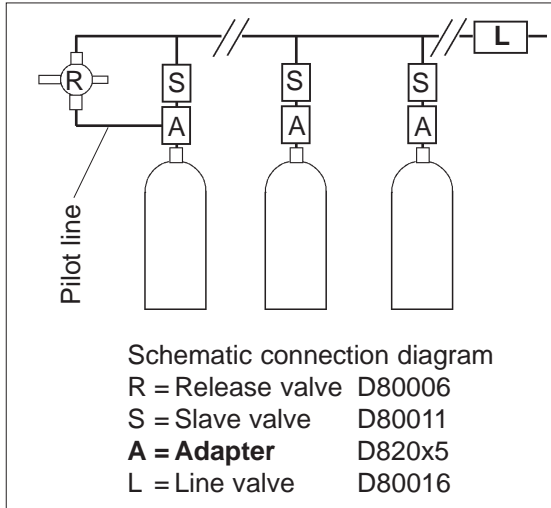 L
R
S
S
S
A
A
A
Pilot line
Schematic connection diagram
R = Release valve D80006
S = Slave valve D80011
A = Adapter D820x5
L = Line valve D80016